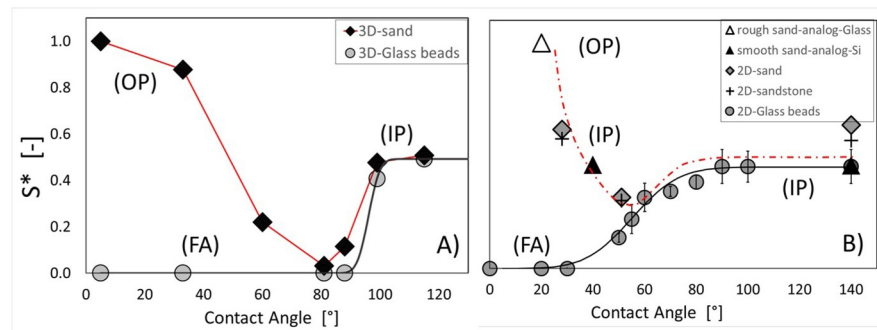 1.0
0.8
0.6
0.4
0.2
0.0
S* [-]
3D-sand
3D-Glass beads
(OP)
(IP)
(FA)
A)
0 20 40 60 80 100 120
Contact Angle [°]
rough sand-analog-Glass
smooth sand-analog-Si
2D-sand
2D-sandstone
2D-Glass beads
(OP)
(IP)
(IP)
(FA)
B)
0 20 40 60 80 100 120 140
Contact Angle [°]